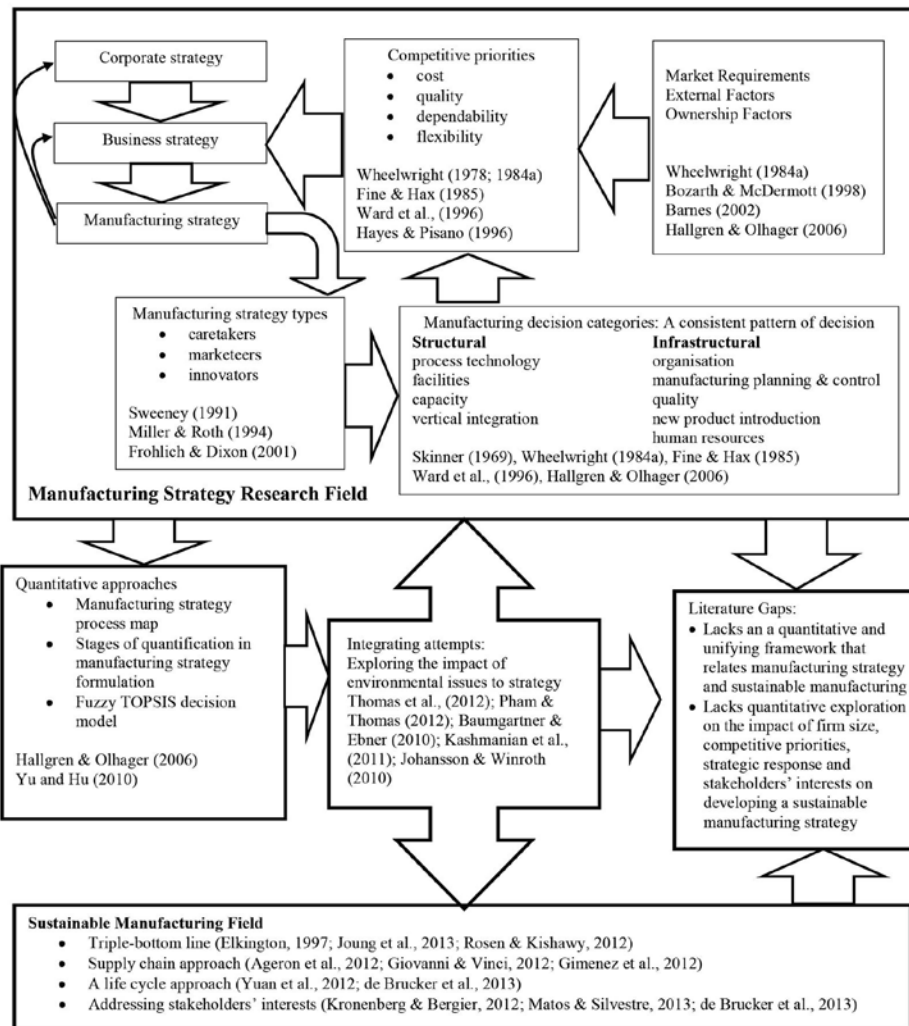 Corporate strategy
Business strategy
Manufacturing strategy
Competitive priorities
• cost
• quality
• dependability
• flexibility
Wheelwright (1978; 1984a)
Fine & Hax (1985)
Ward et al., (1996)
Hayes & Pisano (1996)
Market Requirements
External Factors
Ownership Factors
Wheelwright (1984a)
Bozarth & McDermott (1998)
Barnes (2002)
Hallgren & Olhager (2006)
Manufacturing strategy types
• caretakers
• marketeers
• innovators
Sweeney (1991)
Miller & Roth (1994)
Frohlich & Dixon (2001)
Manufacturing decision categories: A consistent pattern of decision
Structural
process technology
facilities
capacity
vertical integration
Infrastructural
organisation
manufacturing planning & control
quality
new product introduction
human resources
Skinner (1969), Wheelwright (1984a), Fine & Hax (1985)
Ward et al., (1996), Hallgren & Olhager (2006)
Manufacturing Strategy Research Field
Quantitative approaches
• Manufacturing strategy
process map
• Stages of quantification in
manufacturing strategy
formulation
• Fuzzy TOPSIS decision
model
Hallgren & Olhager (2006)
Yu and Hu (2010)
Integrating attempts:
Exploring the impact of
environmental issues to strategy
Thomas et al., (2012); Pham &
Thomas (2012); Baumgartner &
Ebner (2010); Kashmanian et al.,
(2011); Johansson & Winroth
(2010)
Literature Gaps:
• Lacks an a quantitative and
unifying framework that
relates manufacturing strategy
and sustainable manufacturing
• Lacks quantitative exploration
on the impact of firm size,
competitive priorities,
strategic response and
stakeholders’ interests on
developing a sustainable
manufacturing strategy
Sustainable Manufacturing Field
• Triple-bottom line (Elkington, 1997; Joung et al., 2013; Rosen & Kishawy, 2012)
• Supply chain approach (Ageron et al., 2012; Giovanni & Vinci, 2012; Gimenez et al., 2012)
• A life cycle approach (Yuan et al., 2012; de Brucker et al., 2013)
• Addressing stakeholders’ interests (Kronenberg & Bergier, 2012; Matos & Silvestre, 2013; de Brucker et al., 2013)